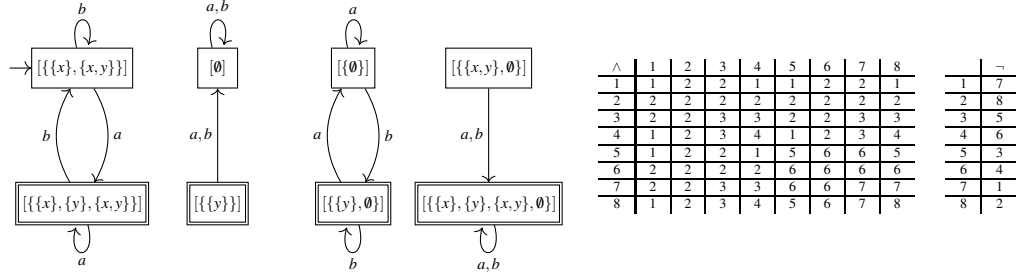 b a,b a
[{{x},{x,y}}] [∅] [{∅}] [{{x,y},∅}]
b a a,b a b a,b
[{{x},{y},{x,y}}] [{{y}}] [{{y},∅}] [{{x},{y},{x,y},∅}]
a b a,b
∧ 1 2 3 4 5 6 7 8
1 1 2 2 1 1 2 2 1
2 2 2 2 2 2 2 2 2
3 2 2 3 3 2 2 3 3
4 1 2 3 4 1 2 3 4
5 1 2 2 1 5 6 6 5
6 2 2 2 2 6 6 6 6
7 2 2 3 3 6 6 7 7
8 1 2 3 4 5 6 7 8
¬
1 7
2 8
3 5
4 6
5 3
6 4
7 1
8 2